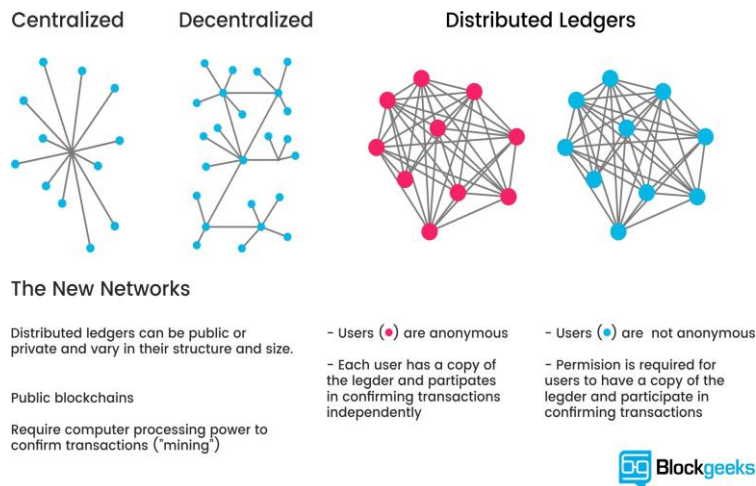 Centralized
Decentralized
Distributed Ledgers
The New Networks
Distributed ledgers can be public or
private and vary in their structure and size.
Public blockchains
Require computer processing power to
confirm transactions ("mining")
- Users (●) are anonymous
- Each user has a copy of
the legder and partipates
in confirming transactions
independently
- Users (●) are not anonymous
- Permision is required for
users to have a copy of the
legder and participate in
confirming transactions
Blockgeeks